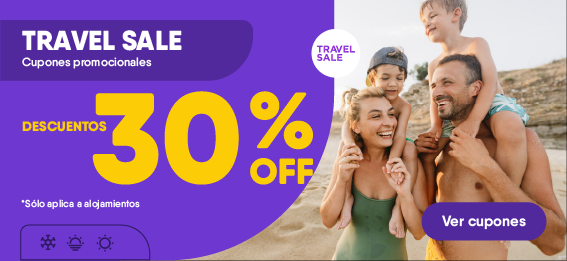 TRAVEL SALE
Cupones promocionales
TRAVEL
SALE
DESCUENTOS 30%
OFF
*Sólo aplica a alojamientos
Ver cupones